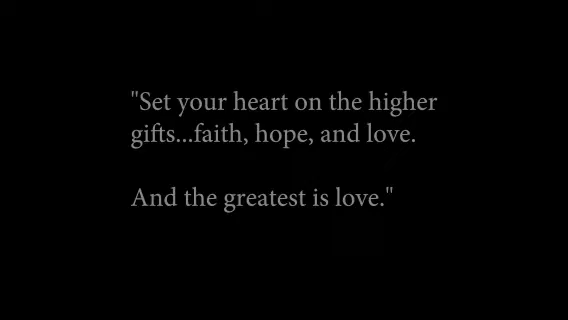 "Set your heart on the higher
gifts...faith, hope, and love.
And the greatest is love."